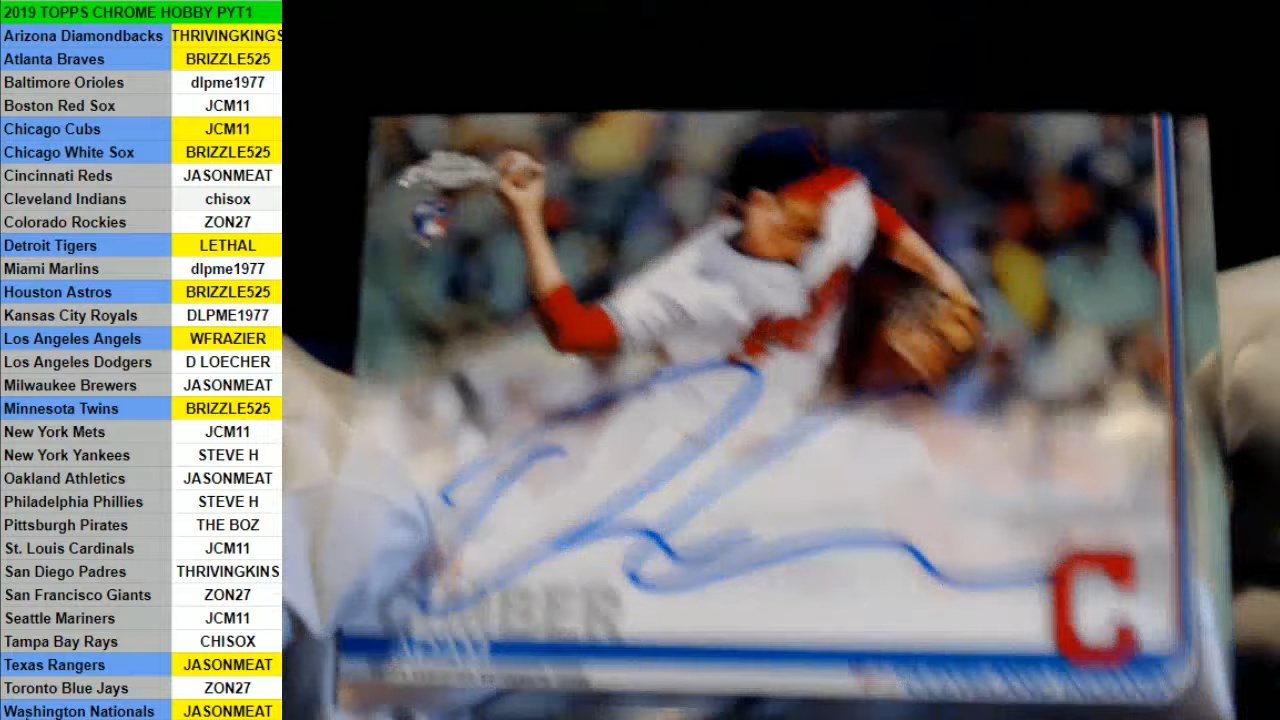 2019 TOPPS CHROME HOBBY PYT1
Arizona Diamondbacks THRIVINGKINGS
Atlanta Braves BRIZZLE525
Baltimore Orioles dlpme1977
Boston Red Sox JCM11
Chicago Cubs JCM11
Chicago White Sox BRIZZLE525
Cincinnati Reds JASONMEAT
Cleveland Indians chisox
Colorado Rockies ZON27
Detroit Tigers LETHAL
Miami Marlins dlpme1977
Houston Astros BRIZZLE525
Kansas City Royals DLPME1977
Los Angeles Angels WFRAZIER
Los Angeles Dodgers D LOECHER
Milwaukee Brewers JASONMEAT
Minnesota Twins BRIZZLE525
New York Mets JCM11
New York Yankees STEVE H
Oakland Athletics JASONMEAT
Philadelphia Phillies STEVE H
Pittsburgh Pirates THE BOZ
St. Louis Cardinals JCM11
San Diego Padres THRIVINGKINS
San Francisco Giants ZON27
Seattle Mariners JCM11
Tampa Bay Rays CHISOX
Texas Rangers JASONMEAT
Toronto Blue Jays ZON27
Washington Nationals JASONMEAT
C